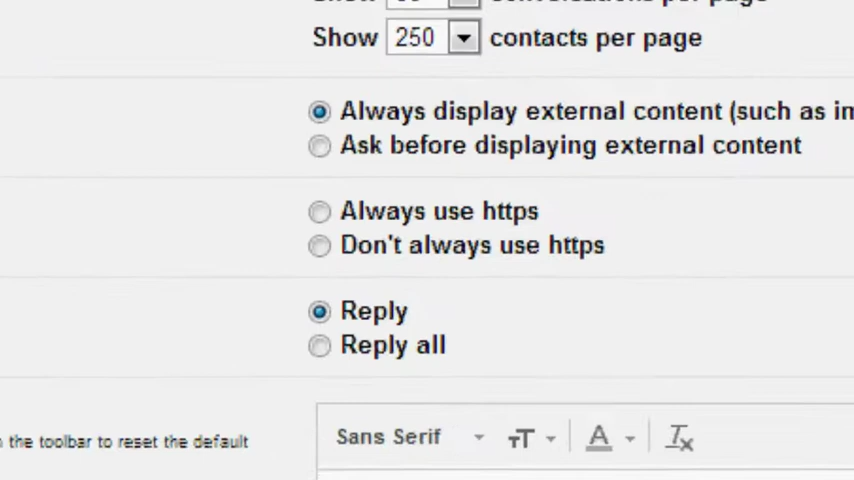 Show 250 contacts per page
Always display external content (such as
Ask before displaying external content
Always use https
Don't always use https
Reply
Reply all
Sans Serif
the toolbar to reset the default